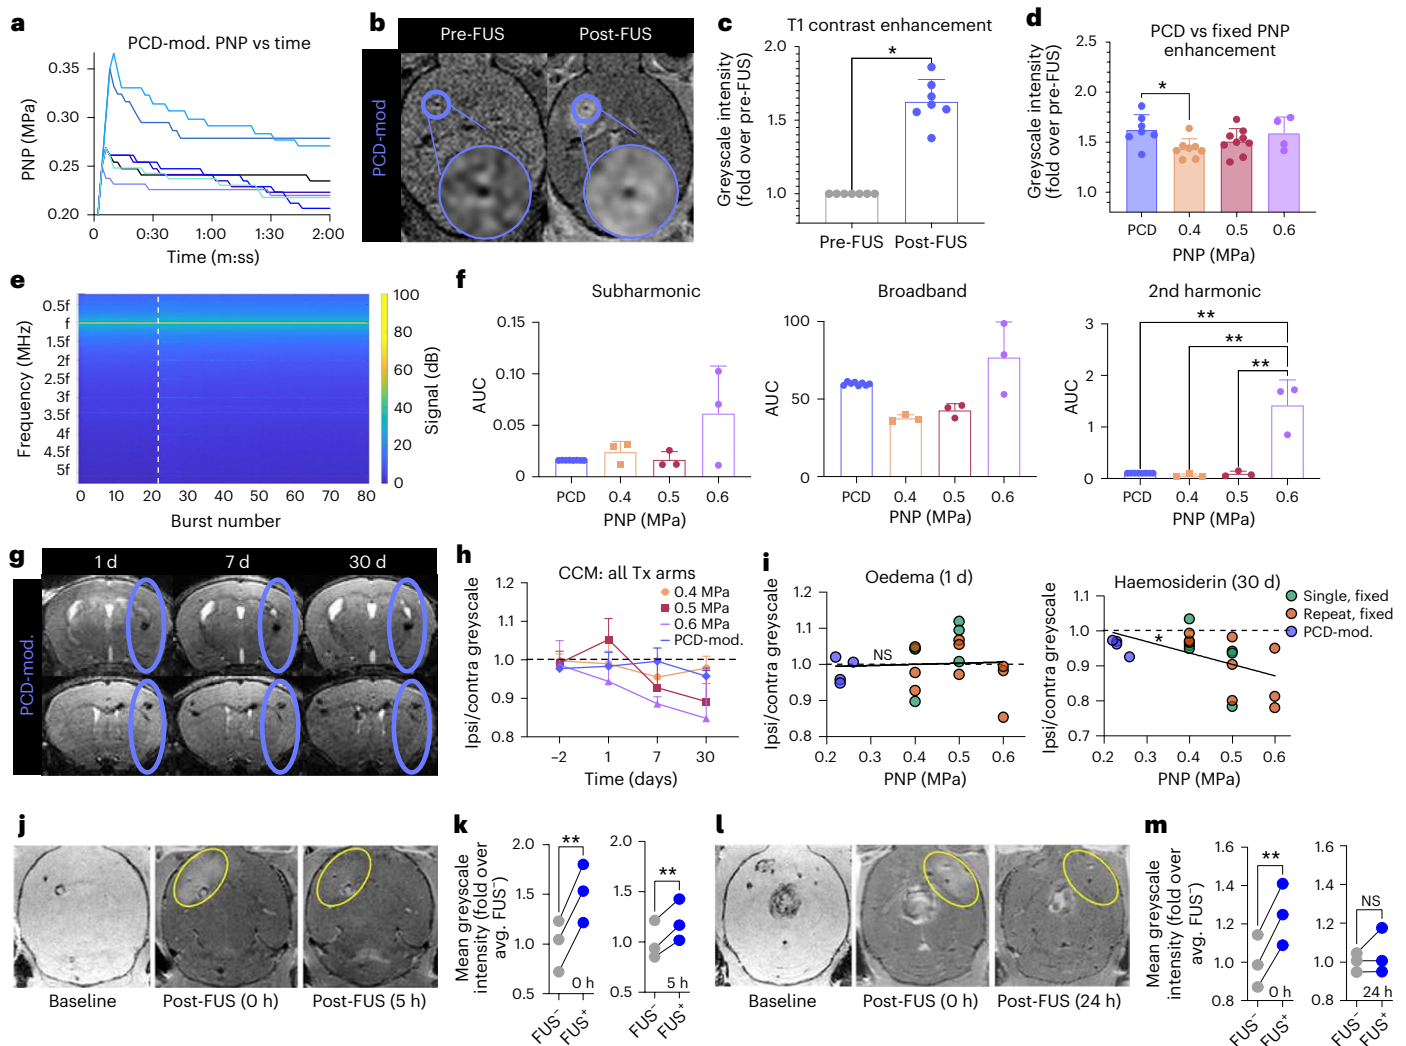 a
PCD-mod. PNP vs time
PNP (MPa)
0.35
0.30
0.25
0.20
0
0:30
1:00
1:30
2:00
Time (m:ss)
b
Pre-FUS
Post-FUS
PCD-mod
c
T1 contrast enhancement
Greyscale intensity
(fold over pre-FUS)
2.0
1.5
1.0
*
Pre-FUS
Post-FUS
d
PCD vs fixed PNP
enhancement
Greyscale intensity
(fold over pre-FUS)
2.5
2.0
1.5
1.0
*
PCD
0.4
0.5
0.6
PNP (MPa)
e
Frequency (MHz)
0.5f
f
1.5f
2f
2.5f
3f
3.5f
4f
4.5f
5f
0
10
20
30
40
50
60
70
80
Burst number
100
80
60
40
20
0
Signal (dB)
f
Subharmonic
AUC
0.15
0.10
0.05
0
PCD
0.4
0.5
0.6
PNP (MPa)
Broadband
AUC
100
50
0
PCD
0.4
0.5
0.6
PNP (MPa)
2nd harmonic
AUC
3
2
1
0
**
**
**
PCD
0.4
0.5
0.6
PNP (MPa)
g
1 d
7 d
30 d
PCD-mod.
h
CCM: all Tx arms
Ipsi/contra greyscale
1.2
1.1
1.0
0.9
0.8
0.4 MPa
0.5 MPa
0.6 MPa
PCD-mod.
−2
1
7
30
Time (days)
i
Oedema (1 d)
Ipsi/contra greyscale
1.2
1.1
1.0
0.9
0.8
NS
0.2
0.3
0.4
0.5
0.6
PNP (MPa)
Haemosiderin (30 d)
Ipsi/contra greyscale
1.1
1.0
0.9
0.8
0.7
*
0.2
0.3
0.4
0.5
0.6
PNP (MPa)
Single, fixed
Repeat, fixed
PCD-mod.
j
Baseline
Post-FUS (0 h)
Post-FUS (5 h)
k
Mean greyscale
intensity (fold over
avg. FUS⁻)
2.0
1.5
1.0
0.5
**
0 h
FUS⁻
FUS⁺
2.0
1.5
1.0
0.5
**
5 h
FUS⁻
FUS⁺
l
Baseline
Post-FUS (0 h)
Post-FUS (24 h)
m
Mean greyscale
intensity (fold over
avg. FUS⁻)
1.6
1.4
1.2
1.0
0.8
**
0 h
FUS⁻
FUS⁺
1.6
1.4
1.2
1.0
0.8
NS
24 h
FUS⁻
FUS⁺